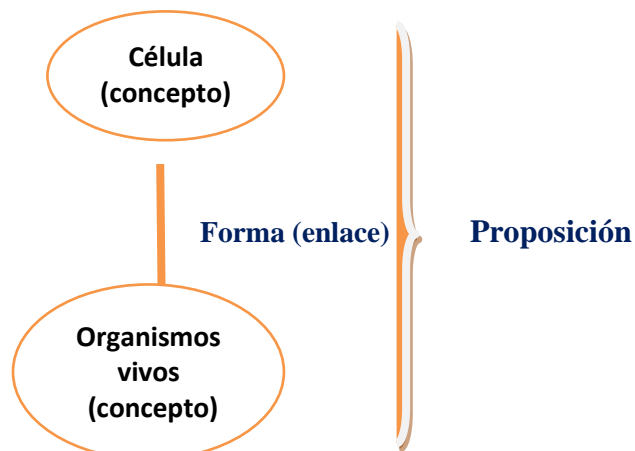 Célula
(concepto)
Forma (enlace)
Proposición
Organismos
vivos
(concepto)